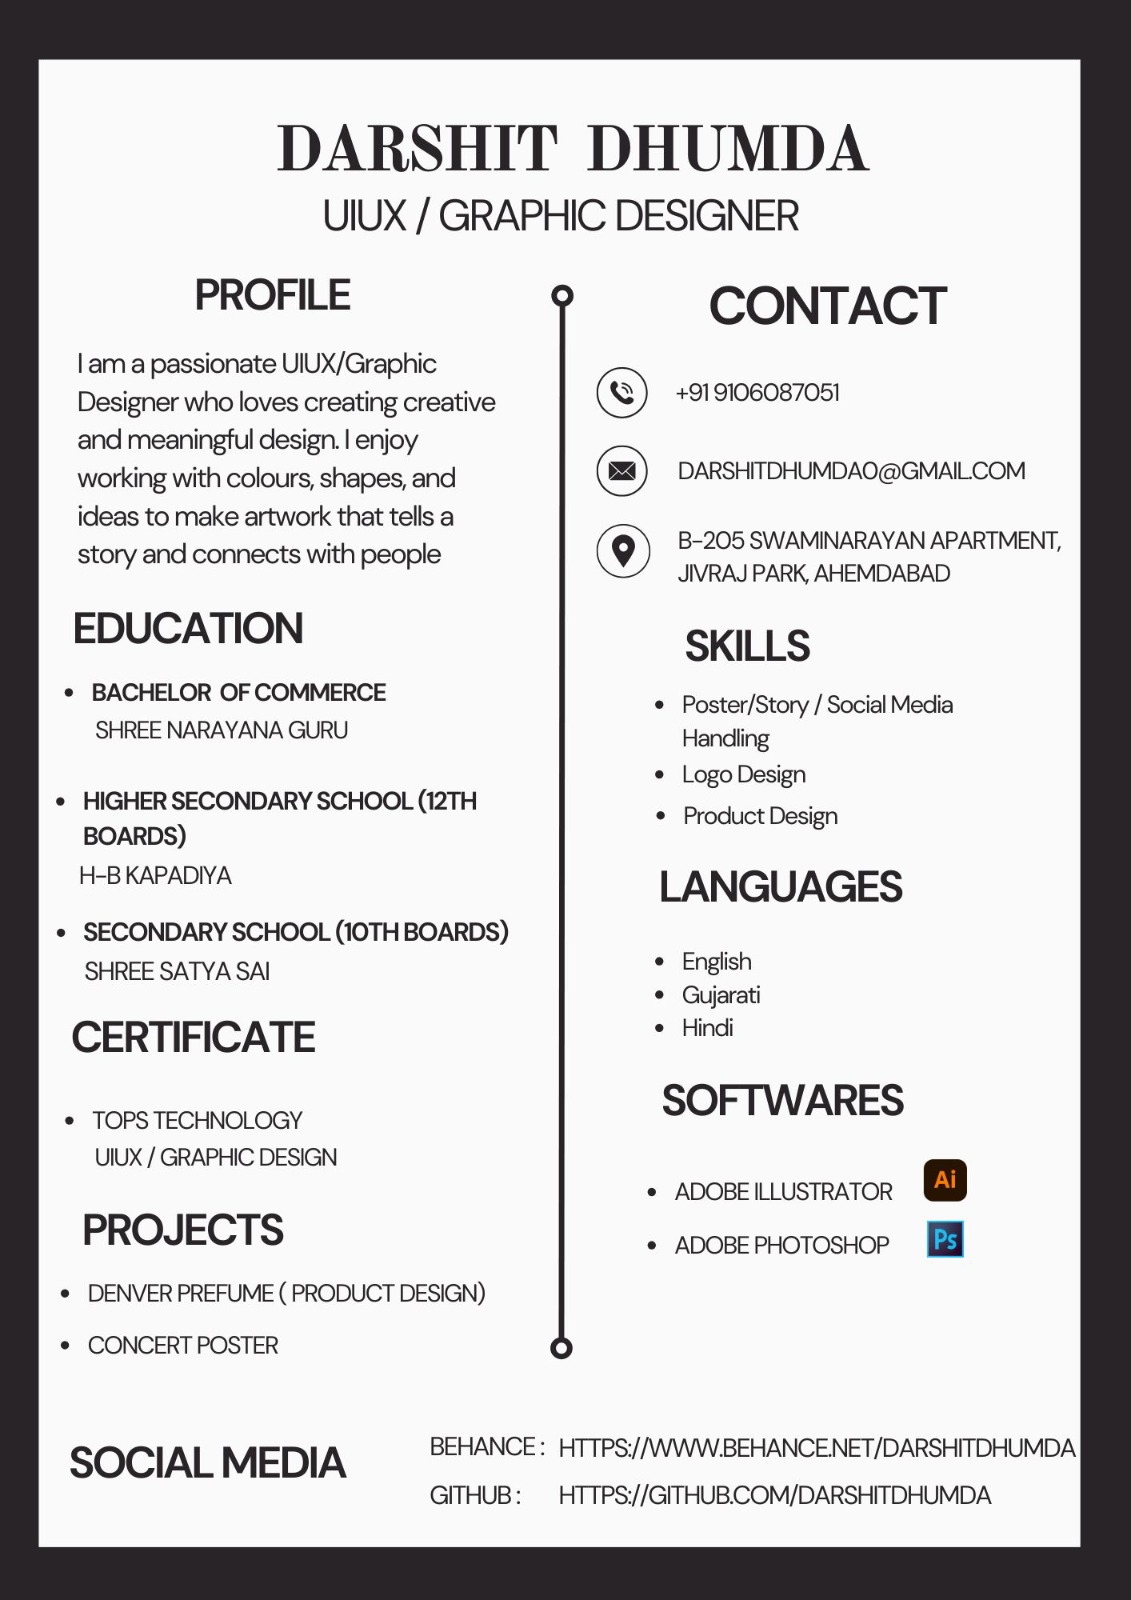 DARSHIT DHUMDA
UIUX / GRAPHIC DESIGNER
PROFILE
I am a passionate UIUX/Graphic
Designer who loves creating creative
and meaningful design. I enjoy
working with colours, shapes, and
ideas to make artwork that tells a
story and connects with people
EDUCATION
• BACHELOR OF COMMERCE
SHREE NARAYANA GURU
• HIGHER SECONDARY SCHOOL (12TH
BOARDS)
H-B KAPADIYA
• SECONDARY SCHOOL (10TH BOARDS)
SHREE SATYA SAI
CERTIFICATE
• TOPS TECHNOLOGY
UIUX / GRAPHIC DESIGN
PROJECTS
• DENVER PREFUME ( PRODUCT DESIGN)
• CONCERT POSTER
CONTACT
+91 9106087051
DARSHITDHUMDA0@GMAIL.COM
B-205 SWAMINARAYAN APARTMENT,
JIVRAJ PARK, AHEMDABAD
SKILLS
• Poster/Story / Social Media
Handling
• Logo Design
• Product Design
LANGUAGES
• English
• Gujarati
• Hindi
SOFTWARES
• ADOBE ILLUSTRATOR Ai
• ADOBE PHOTOSHOP Ps
SOCIAL MEDIA
BEHANCE : HTTPS://WWW.BEHANCE.NET/DARSHITDHUMDA
GITHUB : HTTPS://GITHUB.COM/DARSHITDHUMDA